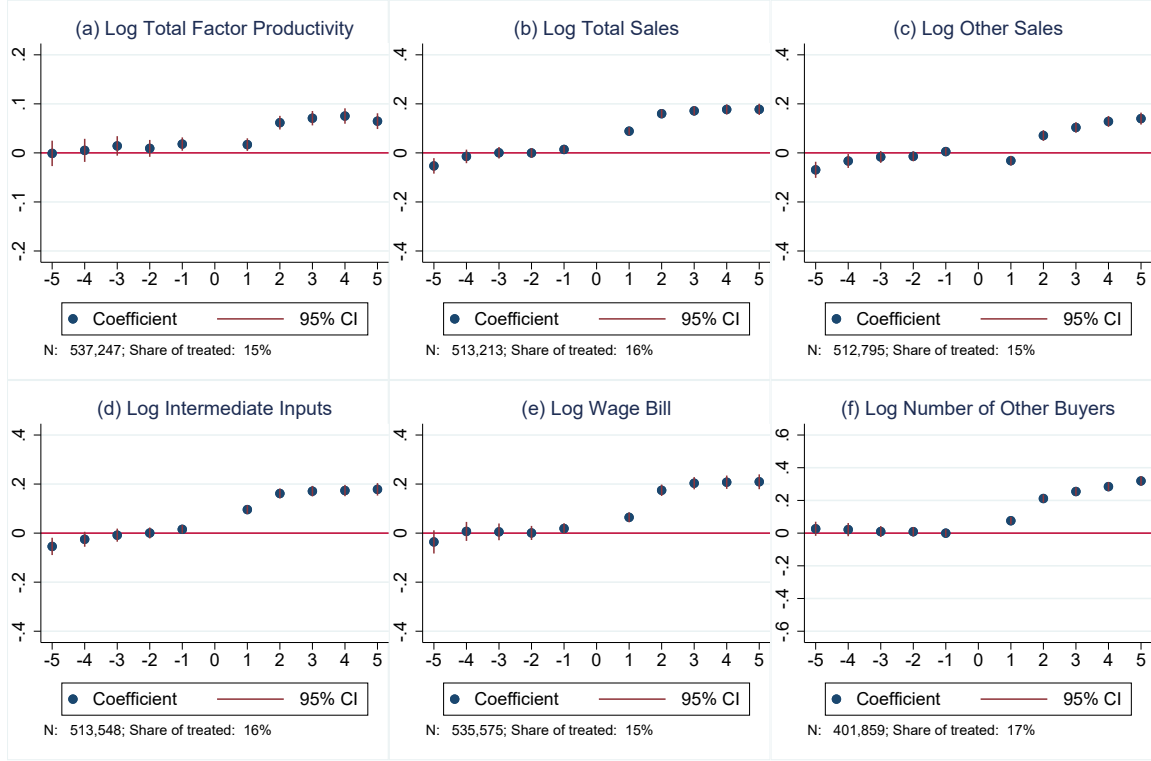 (a) Log Total Factor Productivity
.2
.1
0
-.1
-.2
-5 -4 -3 -2 -1 0 1 2 3 4 5
Coefficient 95% CI
N: 537,247; Share of treated: 15%
(b) Log Total Sales
.4
.2
0
-.2
-.4
-5 -4 -3 -2 -1 0 1 2 3 4 5
Coefficient 95% CI
N: 513,213; Share of treated: 16%
(c) Log Other Sales
.4
.2
0
-.2
-.4
-5 -4 -3 -2 -1 0 1 2 3 4 5
Coefficient 95% CI
N: 512,795; Share of treated: 15%
(d) Log Intermediate Inputs
.4
.2
0
-.2
-.4
-5 -4 -3 -2 -1 0 1 2 3 4 5
Coefficient 95% CI
N: 513,548; Share of treated: 16%
(e) Log Wage Bill
.4
.2
0
-.2
-.4
-5 -4 -3 -2 -1 0 1 2 3 4 5
Coefficient 95% CI
N: 535,575; Share of treated: 15%
(f) Log Number of Other Buyers
.6
.4
.2
0
-.2
-.4
-.6
-5 -4 -3 -2 -1 0 1 2 3 4 5
Coefficient 95% CI
N: 401,859; Share of treated: 17%